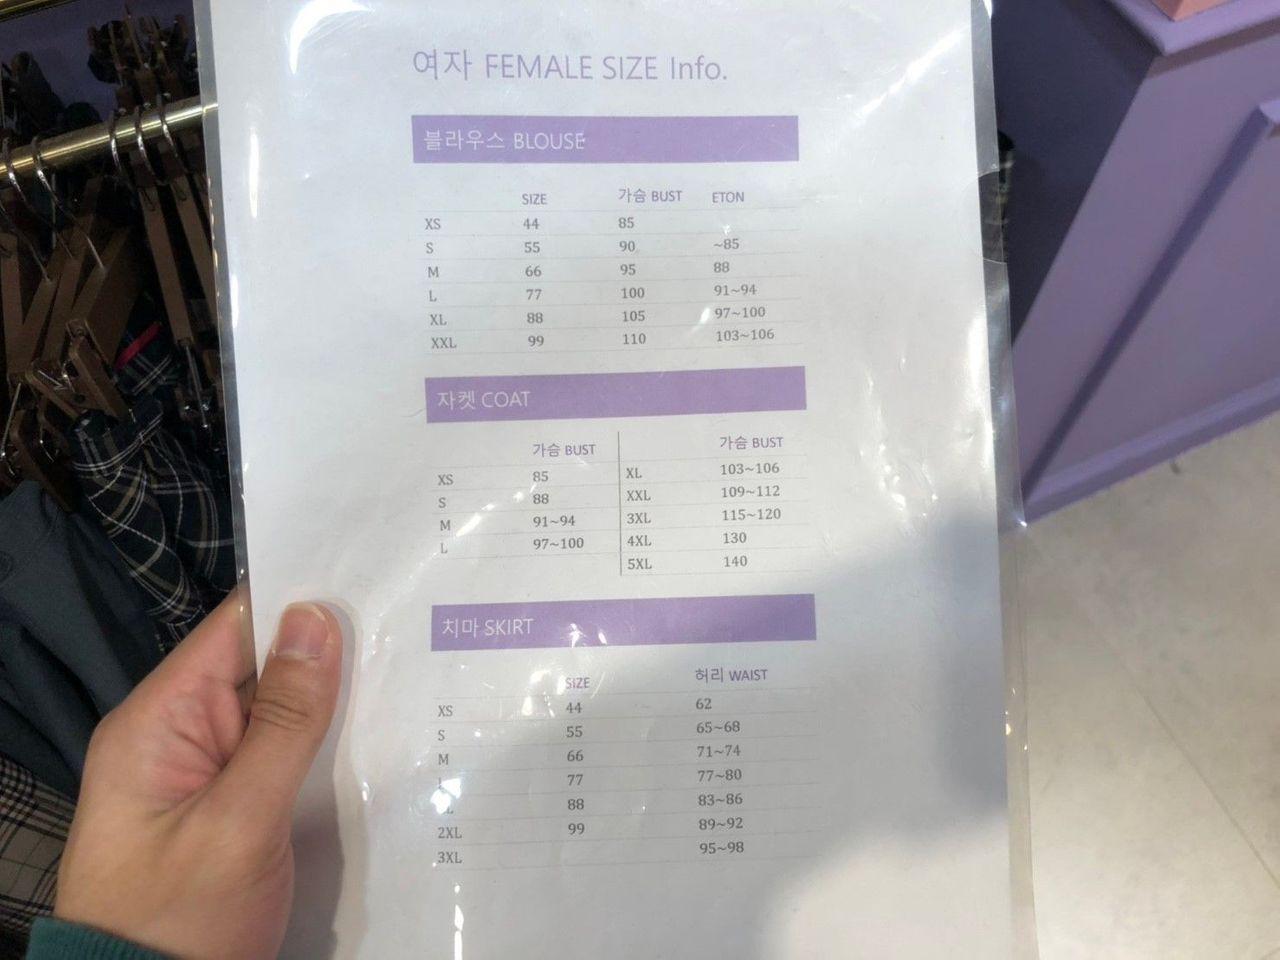 여자 FEMALE SIZE Info.
블라우스 BLOUSE
SIZE 가슴 BUST ETON
XS 44 85
S 55 90 ~85
M 66 95 88
L 77 100 91~94
XL 88 105 97~100
XXL 99 110 103~106
자켓 COAT
가슴 BUST 가슴 BUST
XS 85 XL 103~106
S 88 XXL 109~112
M 91~94 3XL 115~120
L 97~100 4XL 130
5XL 140
치마 SKIRT
SIZE 허리 WAIST
XS 44 62
S 55 65~68
M 66 71~74
L 77 77~80
XL 88 83~86
2XL 99 89~92
3XL 95~98